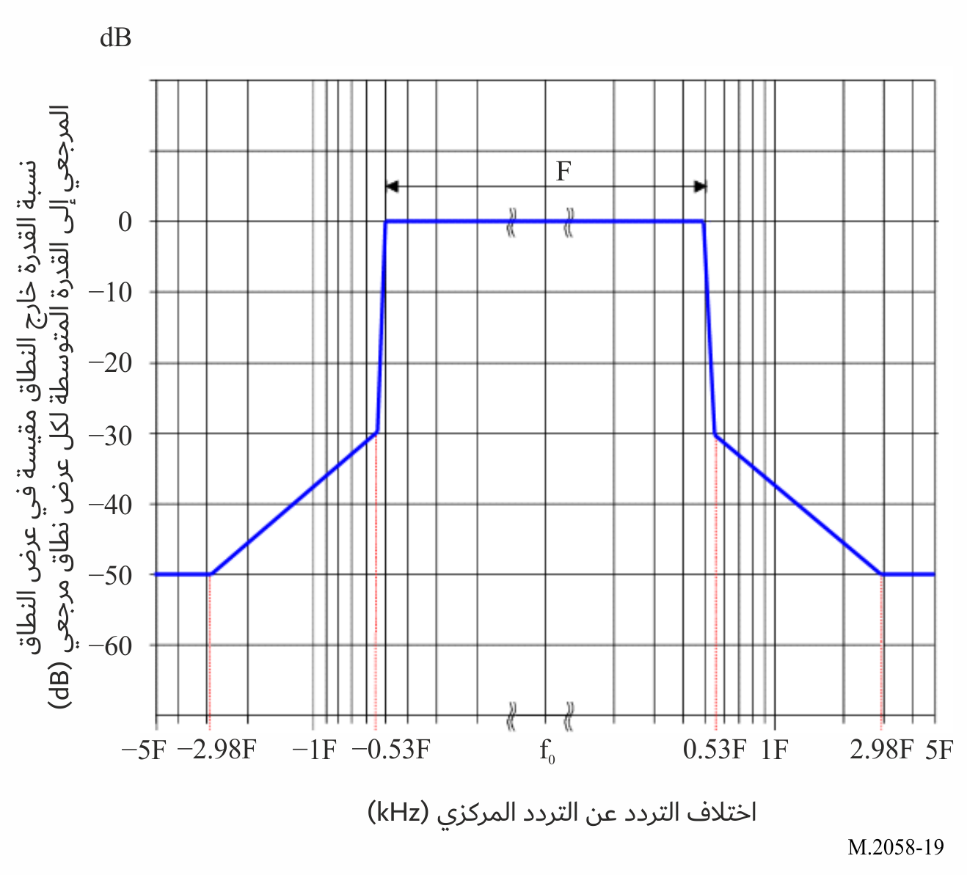 dB
نسبة القدرة خارج النطاق مقيسة في عرض النطاق
المرجعي إلى القدرة المتوسطة لكل عرض نطاق مرجعي (dB)
F
0
−10
−20
−30
−40
−50
−60
−5F −2.98F −1F −0.53F f₀ 0.53F 1F 2.98F 5F
اختلاف التردد عن التردد المركزي (kHz)
M.2058-19